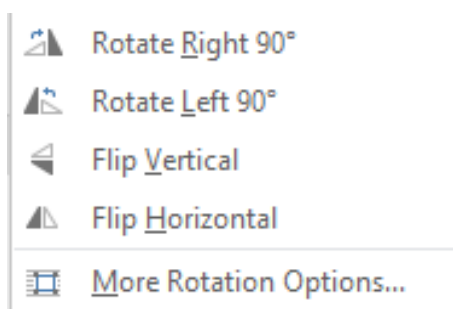 Rotate Right 90°
Rotate Left 90°
Flip Vertical
Flip Horizontal
More Rotation Options...